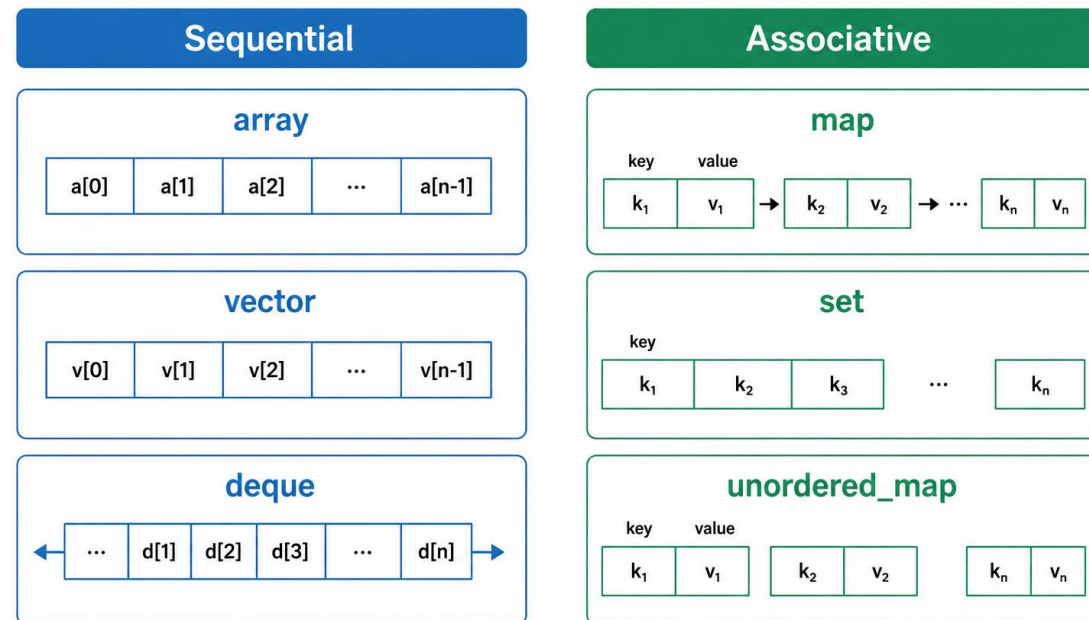 Sequential
array
a[0] a[1] a[2] ... a[n-1]
vector
v[0] v[1] v[2] ... v[n-1]
deque
... d[1] d[2] d[3] ... d[n]
Associative
map
key value
k₁ v₁ → k₂ v₂ → ... kₙ vₙ
set
key
k₁ k₂ k₃ ... kₙ
unordered_map
key value
k₁ v₁ k₂ v₂ kₙ vₙ